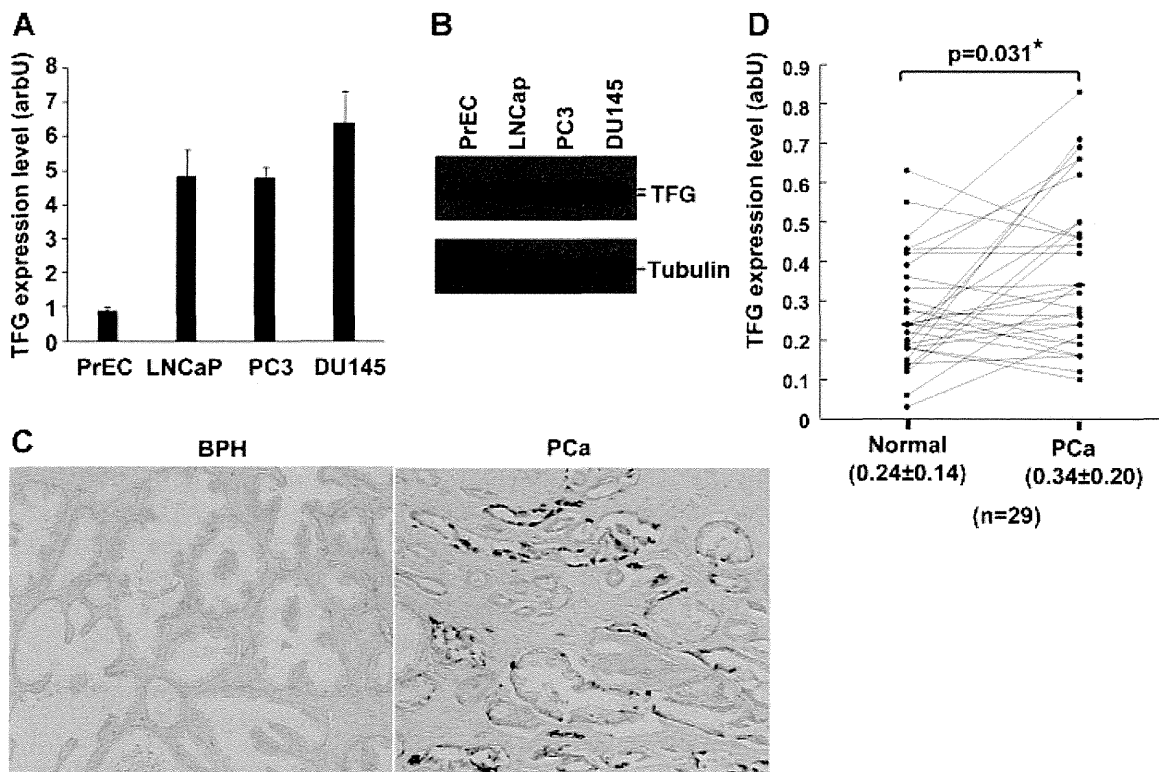 A
TFG expression level (arbU)
8
7
6
5
4
3
2
1
0
PrEC LNCaP PC3 DU145
B
PrEC
LNCap
PC3
DU145
TFG
Tubulin
C
BPH
PCa
D
p=0.031*
TFG expression level (abU)
0.9
0.8
0.7
0.6
0.5
0.4
0.3
0.2
0.1
0
Normal PCa
(0.24±0.14) (0.34±0.20)
(n=29)